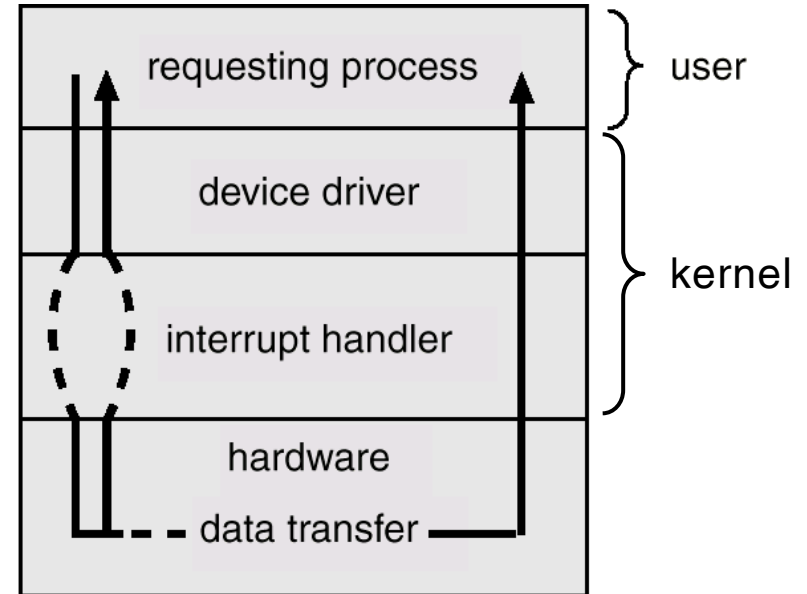 requesting process
user
device driver
kernel
interrupt handler
hardware
data transfer